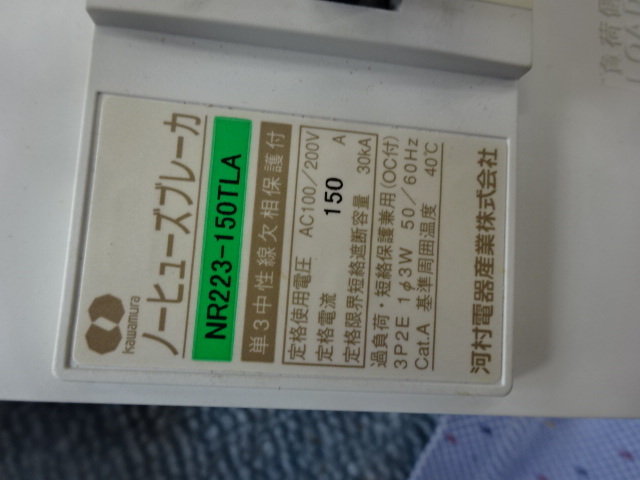 kawamura
ノーヒューズブレーカ
NR223-150TLA
単3中性線欠相保護付
定格使用電圧 AC100/200V
定格電流 150 A
定格限界短絡遮断容量 30kA
過負荷・短絡保護兼用(OC付)
3P2E 1φ3W 50/60Hz
Cat.A 基準周囲温度 40℃
河村電器産業株式会社
負荷側
LOAD